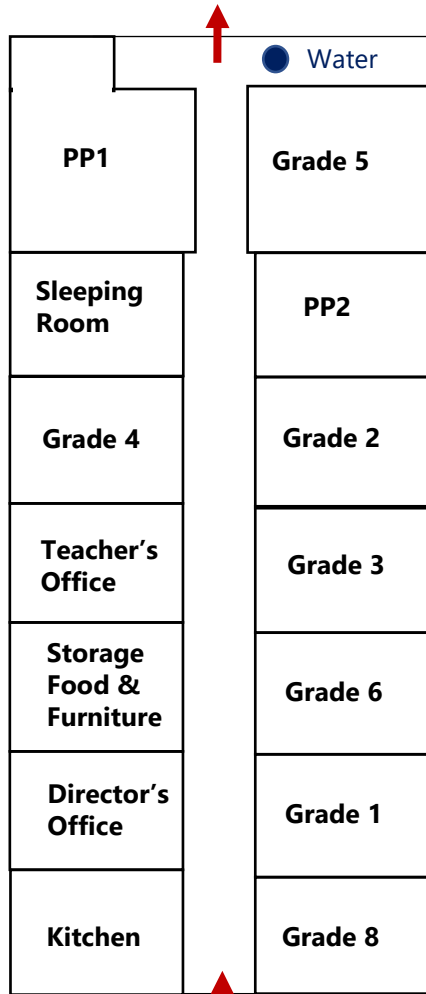 Water
PP1
Grade 5
Sleeping
Room
PP2
Grade 4
Grade 2
Teacher’s
Office
Grade 3
Storage
Food &
Furniture
Grade 6
Director’s
Office
Grade 1
Kitchen
Grade 8